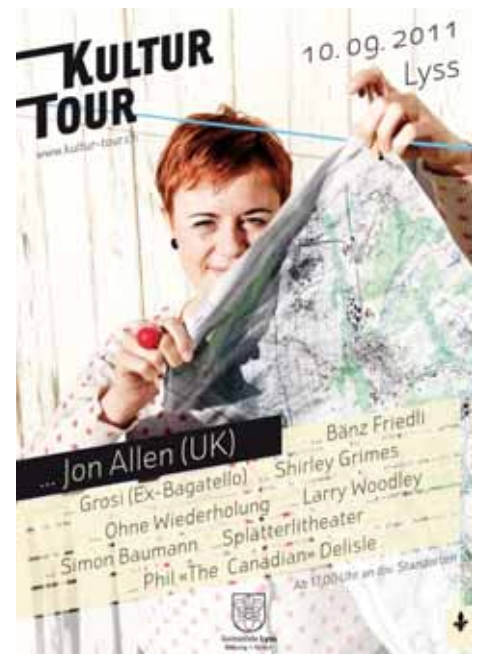 KULTUR
TOUR
www.kultur-tour.ch
10. 09. 2011
Lyss
... Jon Allen (UK)
... Bänz Friedli
... Grosi (Ex-Bagatello) ... Shirley Grimes
... Ohne Wiederholung ... Larry Woodley
... Simon Baumann ... Splätterlitheater
... Phil «The Canadian» Delisle
Ab 17.00 Uhr an div. Standorten
Gemeinde Lyss